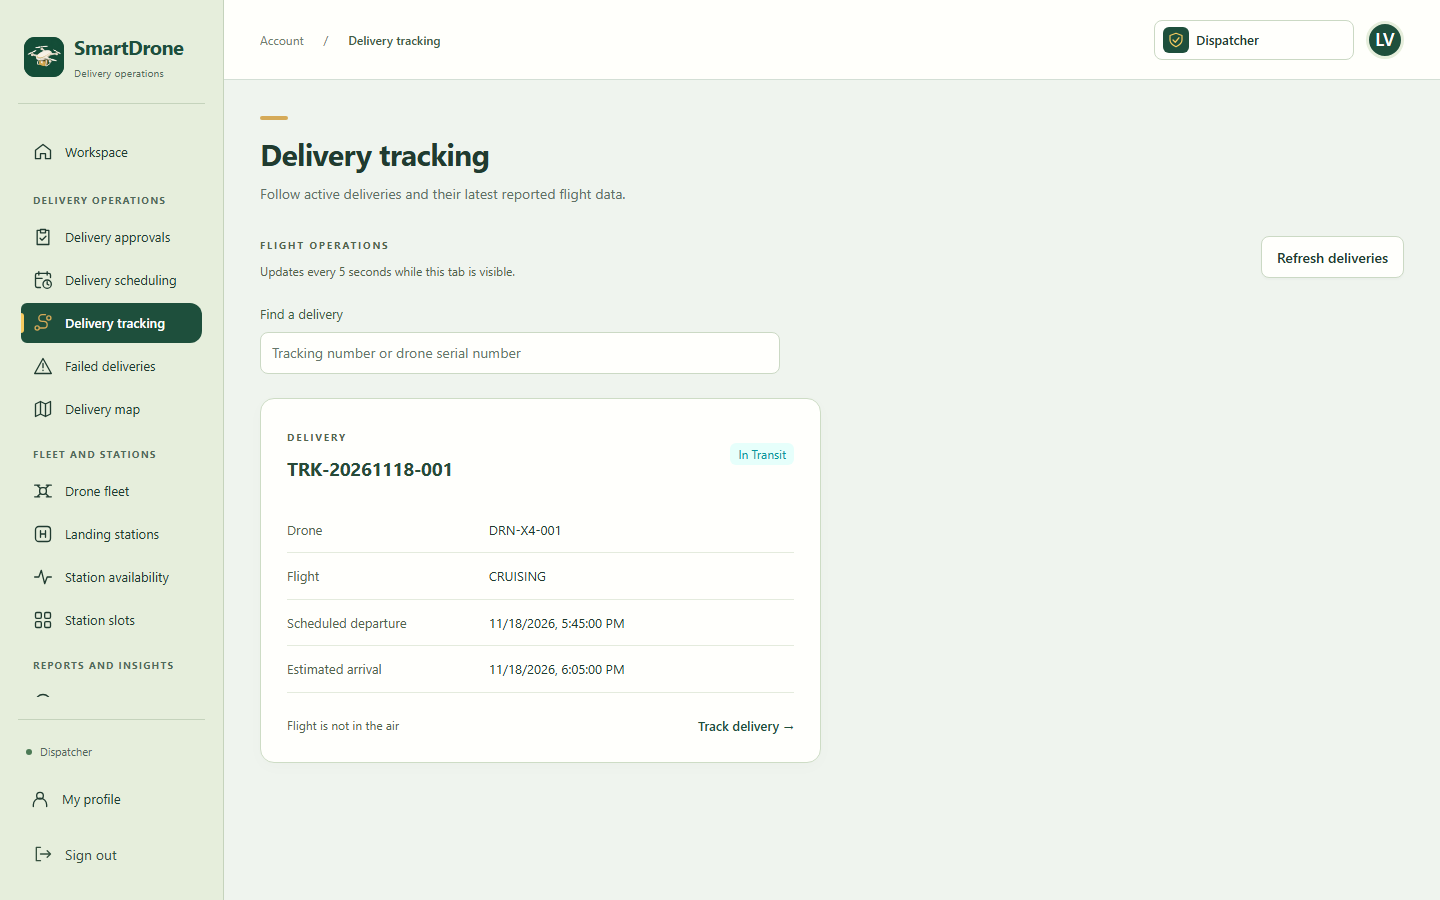 SmartDrone
Delivery operations
Workspace
DELIVERY OPERATIONS
Delivery approvals
Delivery scheduling
Delivery tracking
Failed deliveries
Delivery map
FLEET AND STATIONS
Drone fleet
Landing stations
Station availability
Station slots
REPORTS AND INSIGHTS
Dispatcher
My profile
Sign out
Account / Delivery tracking
Dispatcher
LV
Delivery tracking
Follow active deliveries and their latest reported flight data.
FLIGHT OPERATIONS
Updates every 5 seconds while this tab is visible.
Refresh deliveries
Find a delivery
Tracking number or drone serial number
DELIVERY
TRK-20261118-001
In Transit
Drone DRN-X4-001
Flight CRUISING
Scheduled departure 11/18/2026, 5:45:00 PM
Estimated arrival 11/18/2026, 6:05:00 PM
Flight is not in the air
Track delivery →